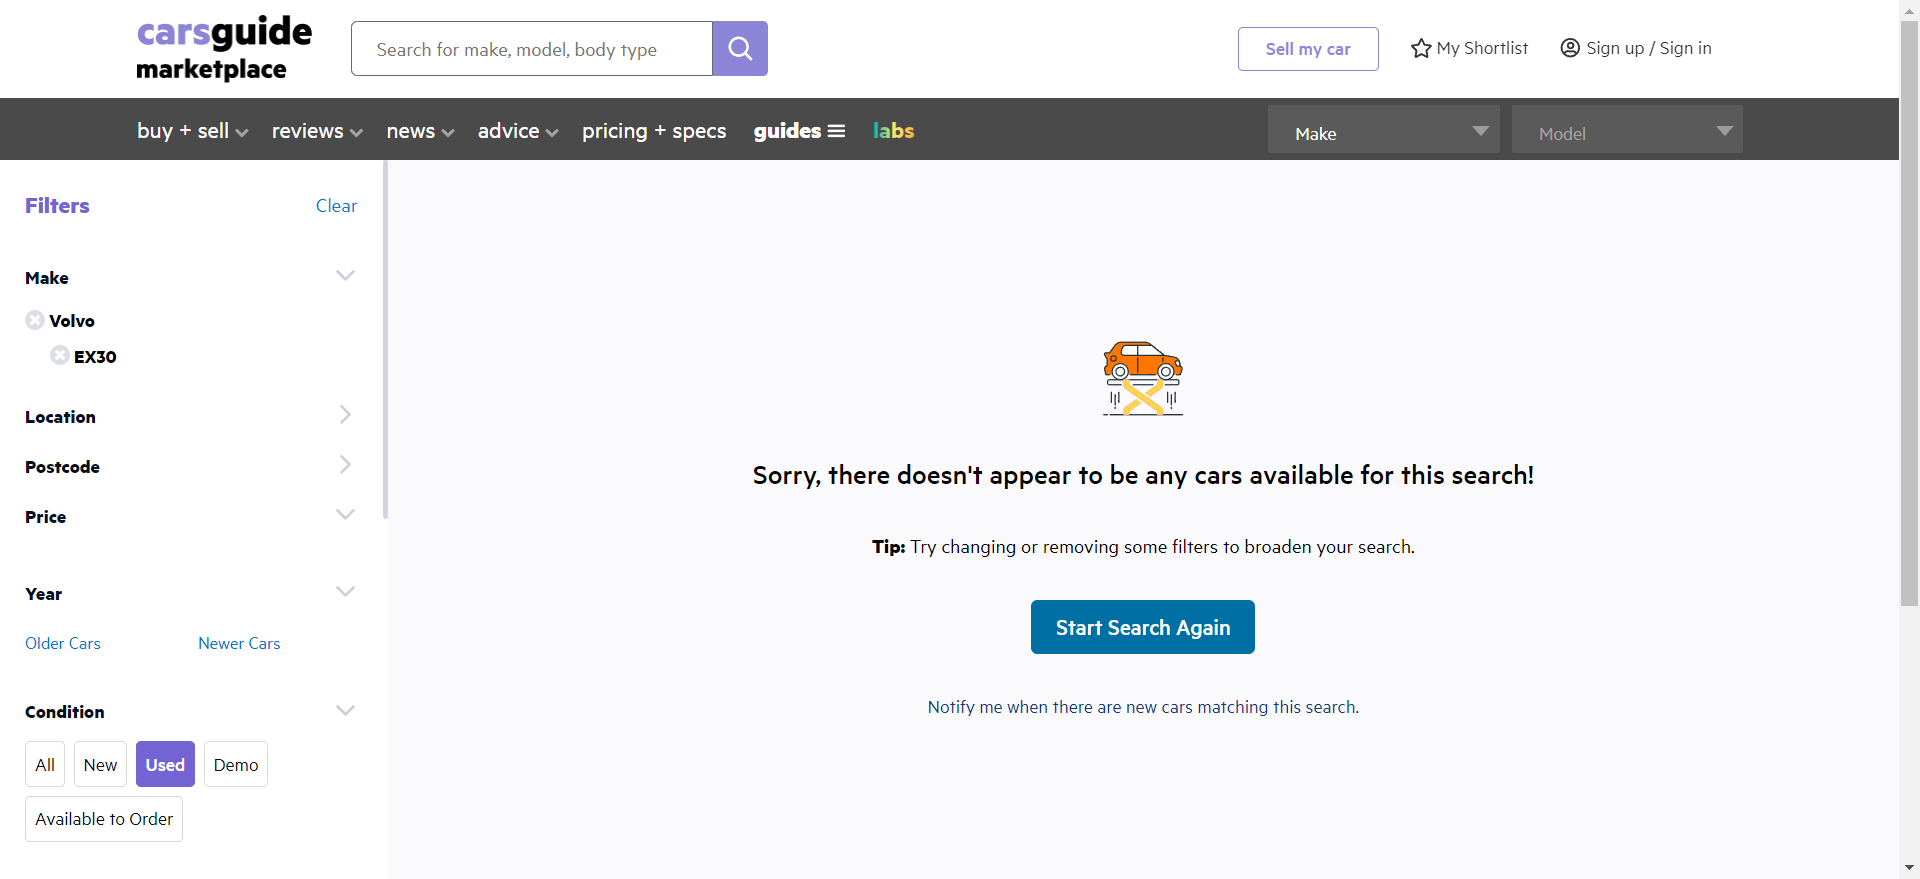 carsguide
marketplace
Search for make, model, body type
Sell my car
My Shortlist
Sign up / Sign in
buy + sell
reviews
news
advice
pricing + specs
guides
labs
Make
Model
Filters
Clear
Make
Volvo
EX30
Location
Postcode
Price
Year
Older Cars
Newer Cars
Condition
All
New
Used
Demo
Available to Order
Sorry, there doesn't appear to be any cars available for this search!
Tip: Try changing or removing some filters to broaden your search.
Start Search Again
Notify me when there are new cars matching this search.